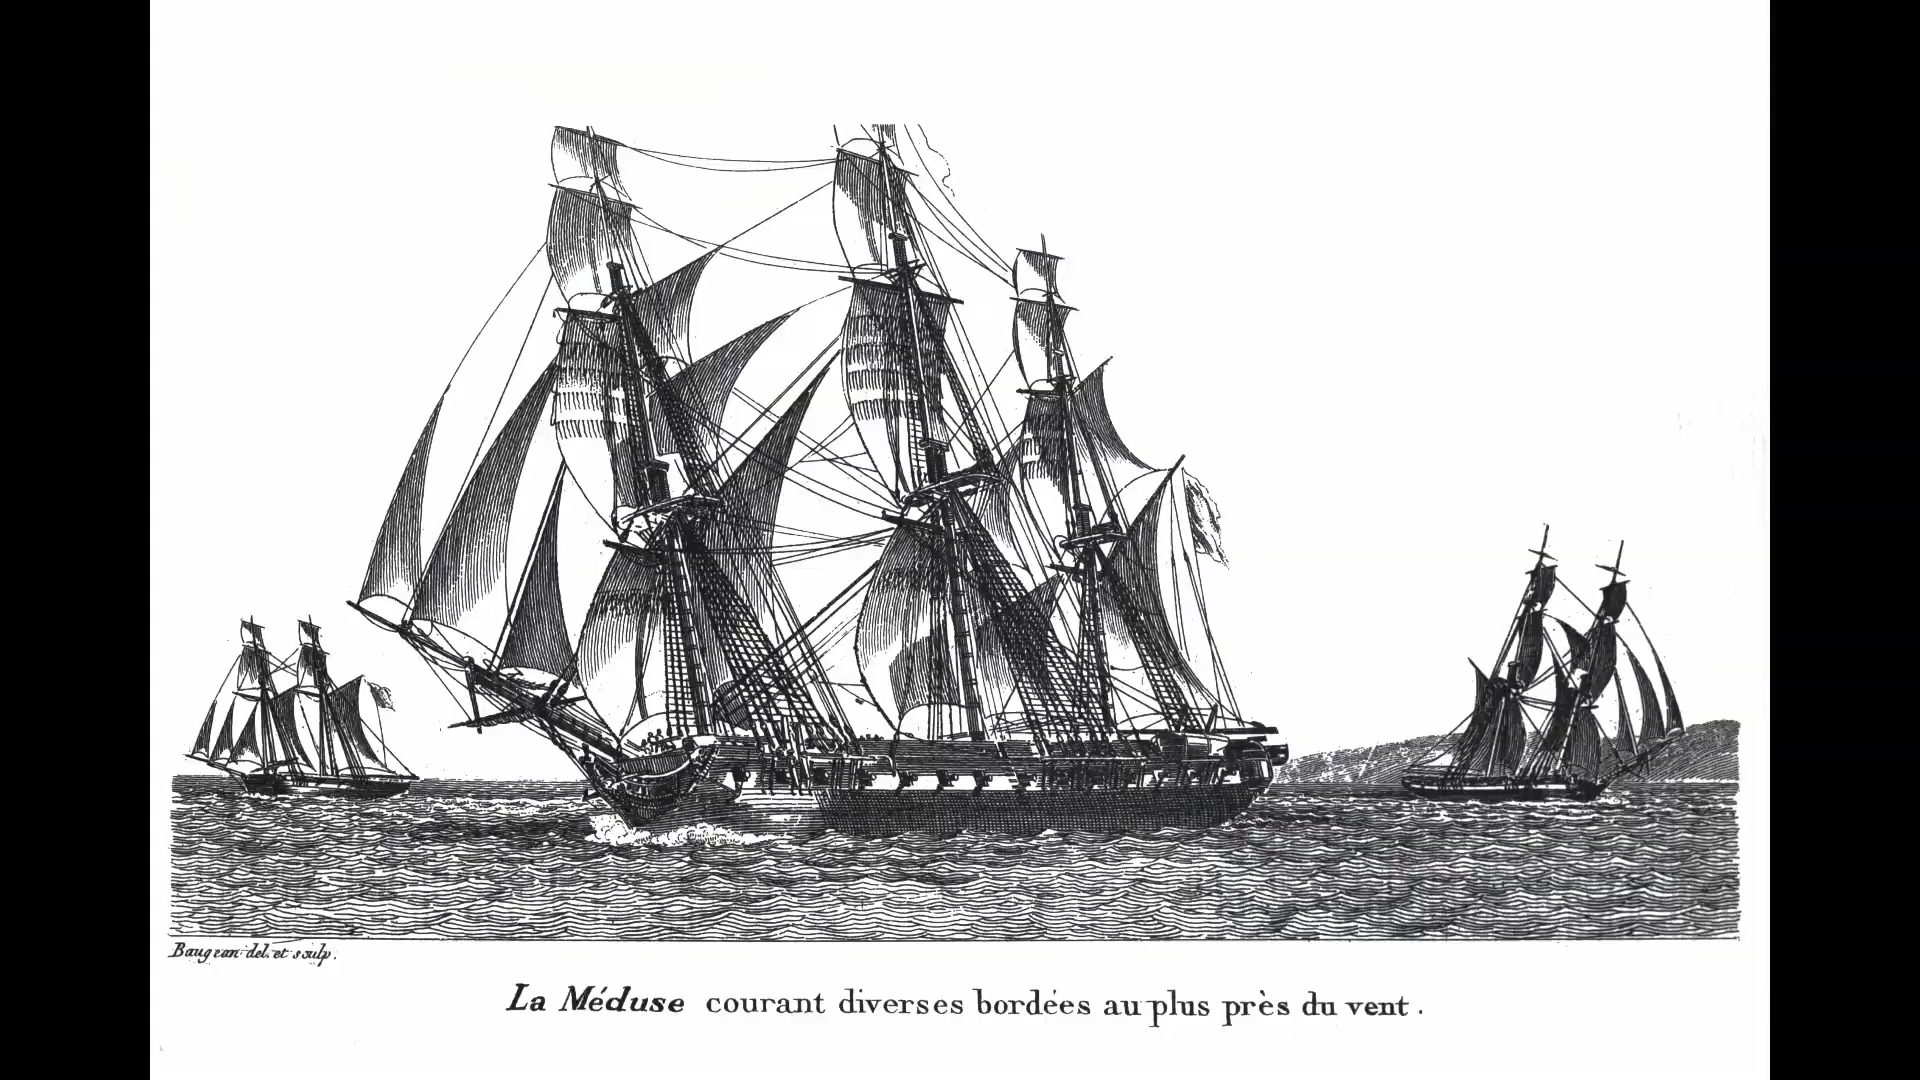 Baugean del. et sculp.
La Méduse courant diverses bordées au plus près du vent.